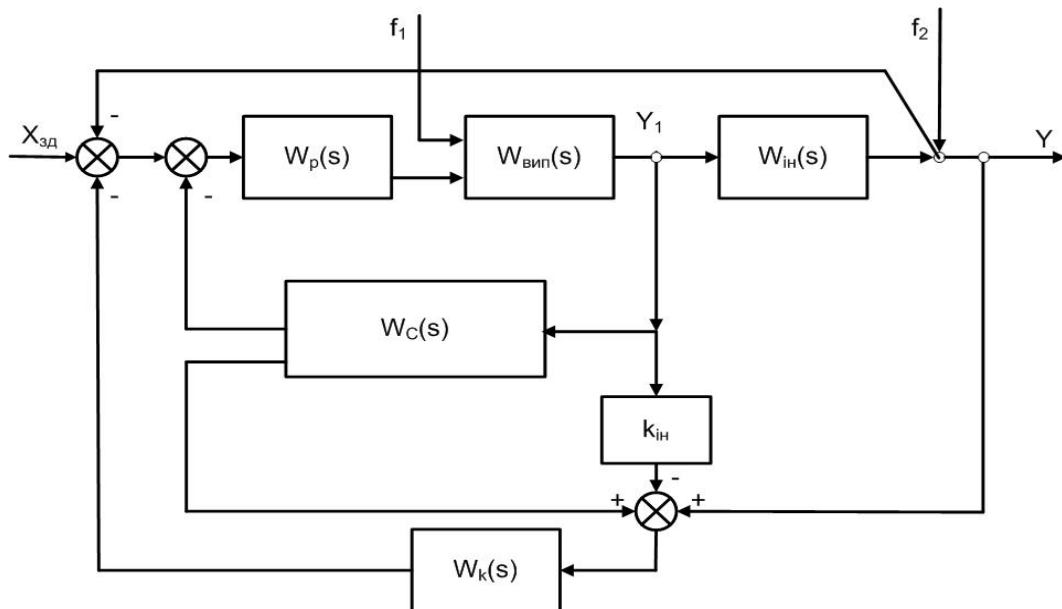 f₁
f₂
-
Xзд
Wр(s)
Wвип(s)
Y₁
Wін(s)
Y
-
-
WС(s)
kін
-
+
+
Wk(s)